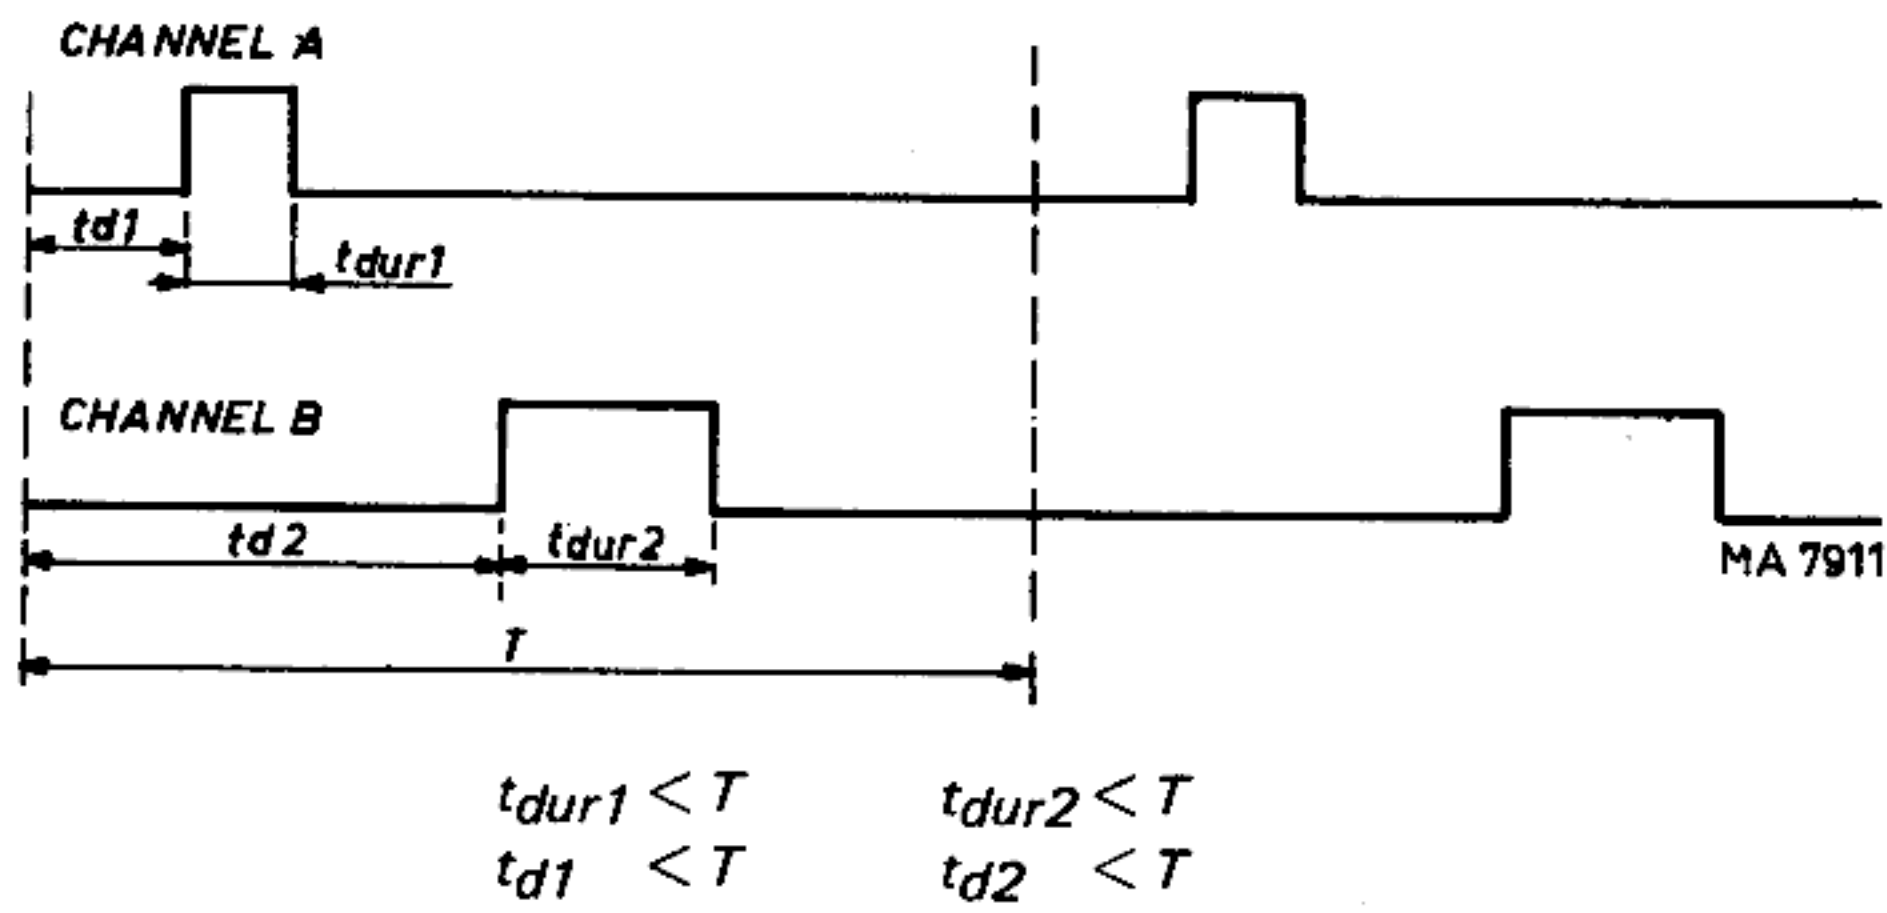 CHANNEL A
td1
tdur1
CHANNEL B
td2
tdur2
MA 7911
T
tdur1 < T
tdur2 < T
td1 < T
td2 < T